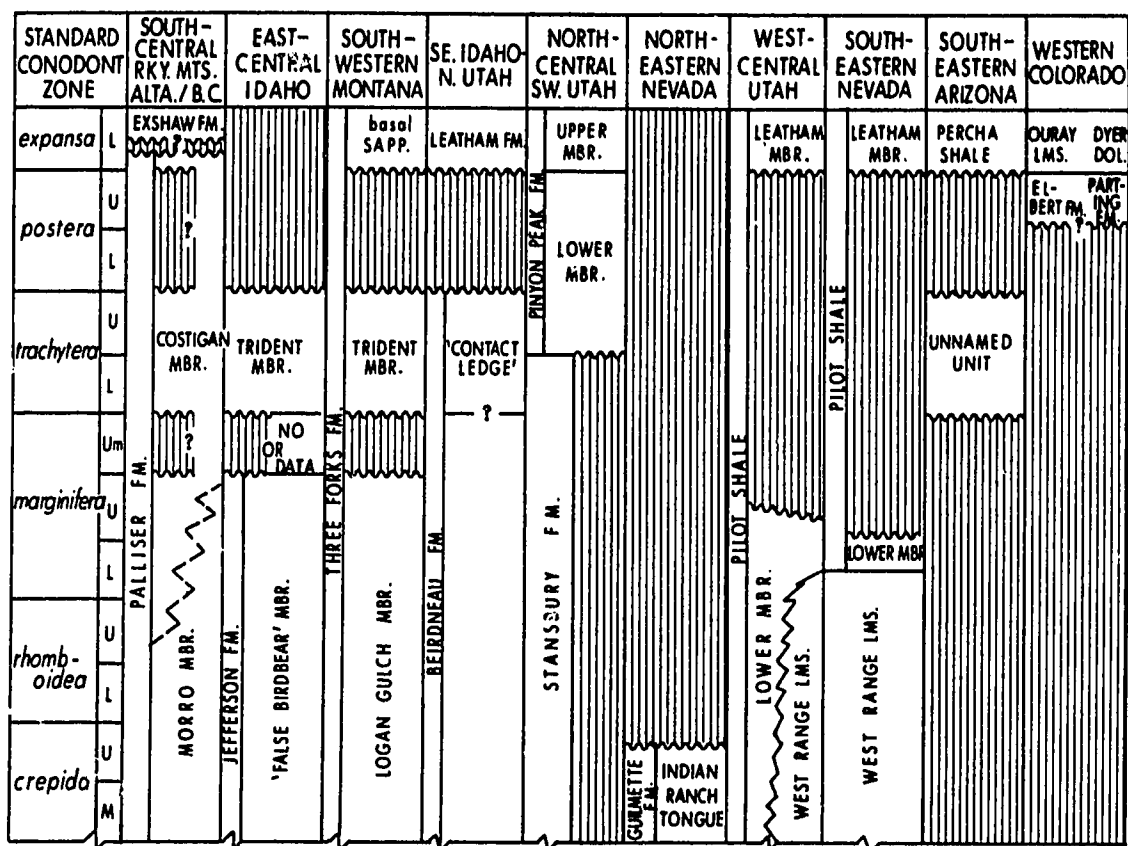 STANDARD
CONODONT
ZONE
SOUTH-
CENTRAL
RKY. MTS.
ALTA./B.C.
EAST-
CENTRAL
IDAHO
SOUTH-
WESTERN
MONTANA
SE. IDAHO-
N. UTAH
NORTH-
CENTRAL
SW. UTAH
NORTH-
EASTERN
NEVADA
WEST-
CENTRAL
UTAH
SOUTH-
EASTERN
NEVADA
SOUTH-
EASTERN
ARIZONA
WESTERN
COLORADO
expansa
L
postera
U
L
trachytera
U
L
marginifera
Um
U
L
rhomb-
oidea
U
L
crepida
U
M
EXSHAW FM.
?
?
COSTIGAN
MBR.
?
PALLISER FM.
MORRO MBR.
TRIDENT
MBR.
NO
OR
DATA
JEFFERSON FM.
'FALSE BIRDBEAR' MBR.
basal
SAPP.
TRIDENT
MBR.
THREE FORKS FM.
LOGAN GULCH MBR.
LEATHAM FM.
'CONTACT
LEDGE'
?
BEIRDNEAU FM.
UPPER
MBR.
PINYON PEAK FM
LOWER
MBR.
STANSBURY FM.
GUILMETTE
FM.
INDIAN
RANCH
TONGUE
LEATHAM
MBR.
PILOT SHALE
LOWER MBR.
WEST RANGE LMS.
LEATHAM
MBR.
PILOT SHALE
LOWER MBR
WEST RANGE LMS.
PERCHA
SHALE
UNNAMED
UNIT
OURAY
LMS.
DYER
DOL.
EL-
BERT FM.
?
PART-
ING
FM.